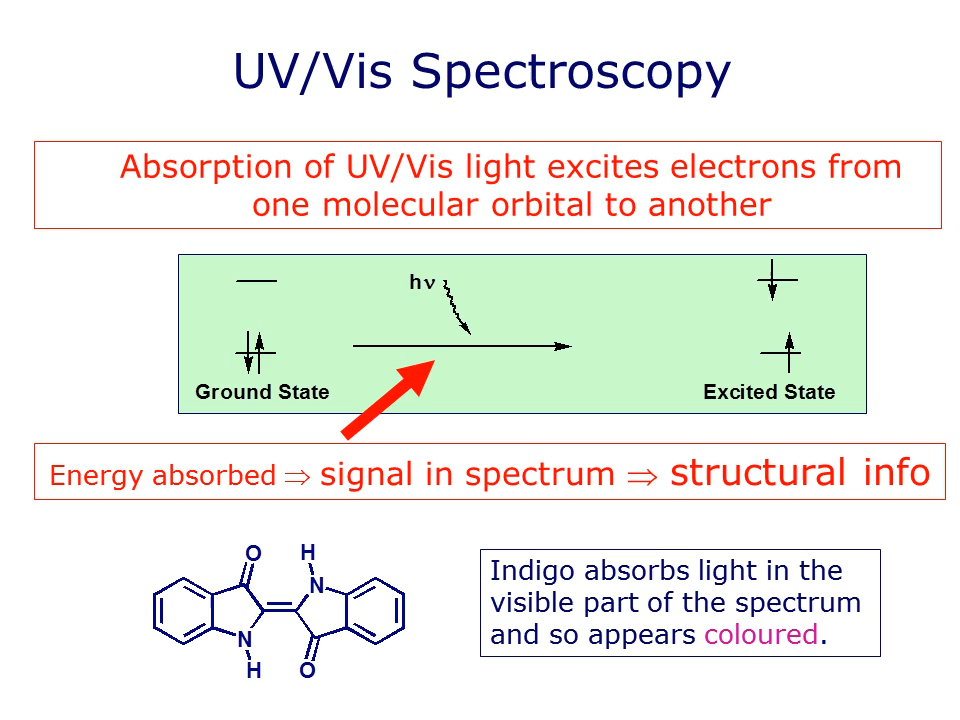 UV/Vis Spectroscopy
Absorption of UV/Vis light excites electrons from
one molecular orbital to another
hν
Ground State
Excited State
Energy absorbed ⇒ signal in spectrum ⇒ structural info
O H
N
N
H O
Indigo absorbs light in the
visible part of the spectrum
and so appears coloured.